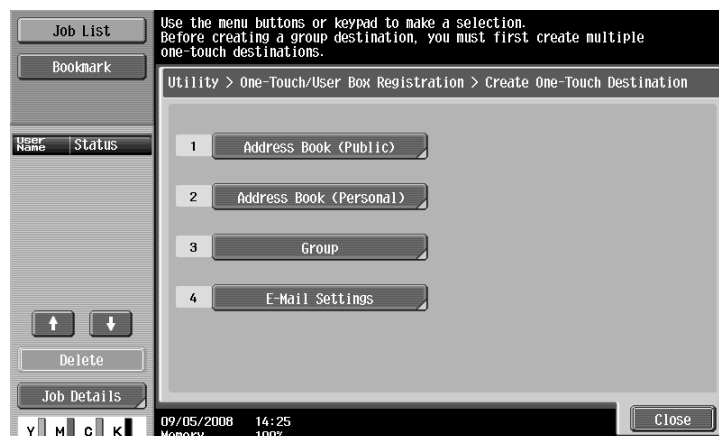 Job List
Bookmark
User Name Status
Delete
Job Details
Y M C K
Use the menu buttons or keypad to make a selection.
Before creating a group destination, you must first create multiple
one-touch destinations.
Utility > One-Touch/User Box Registration > Create One-Touch Destination
1 Address Book (Public)
2 Address Book (Personal)
3 Group
4 E-Mail Settings
09/05/2008 14:25
Memory 100%
Close